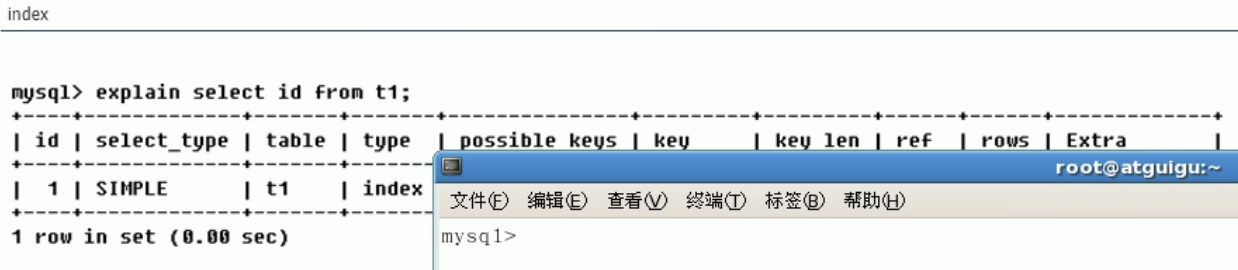 index
mysql> explain select id from t1;
+----+-------------+-------+-------+---------------+---------+---------+------+------+-------------+
| id | select_type | table | type | possible_keys | key | key_len | ref | rows | Extra |
+----+-------------+-------+-------+
root@atguigu:~
| 1 | SIMPLE | t1 | index
文件(F) 编辑(E) 查看(V) 终端(T) 标签(B) 帮助(H)
+----+-------------+-------+-------+
1 row in set (0.00 sec)
mysql>